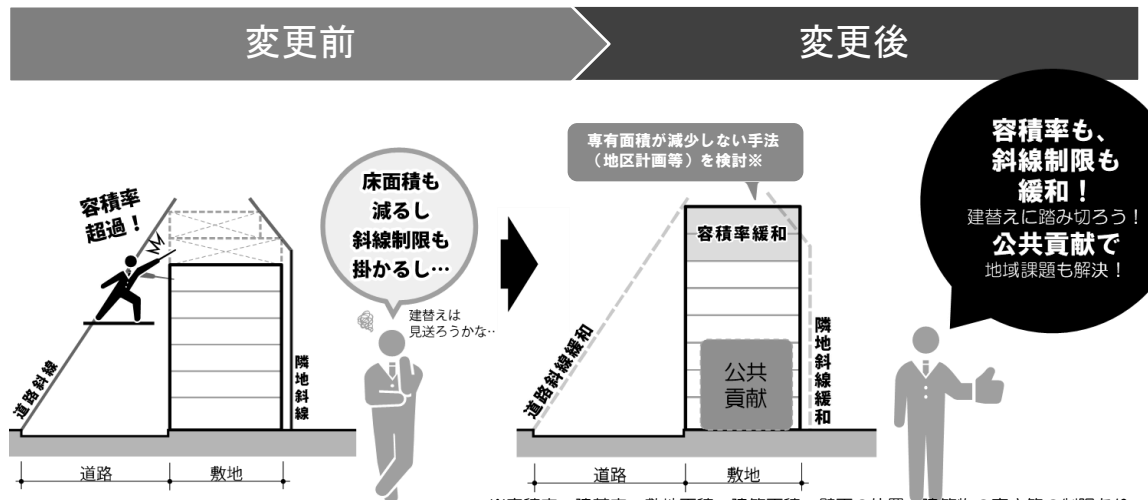 変更前
変更後
容積率
超過！
床面積も
減るし
斜線制限も
掛かるし…
建替えは
見送ろうかな‥
道路斜線
隣地斜線
道路
敷地
専有面積が減少しない手法
（地区計画等）を検討※
容積率緩和
公共
貢献
道路斜線緩和
隣地斜線緩和
道路
敷地
容積率も、
斜線制限も
緩和！
建替えに踏み切ろう！
公共貢献で
地域課題も解決！